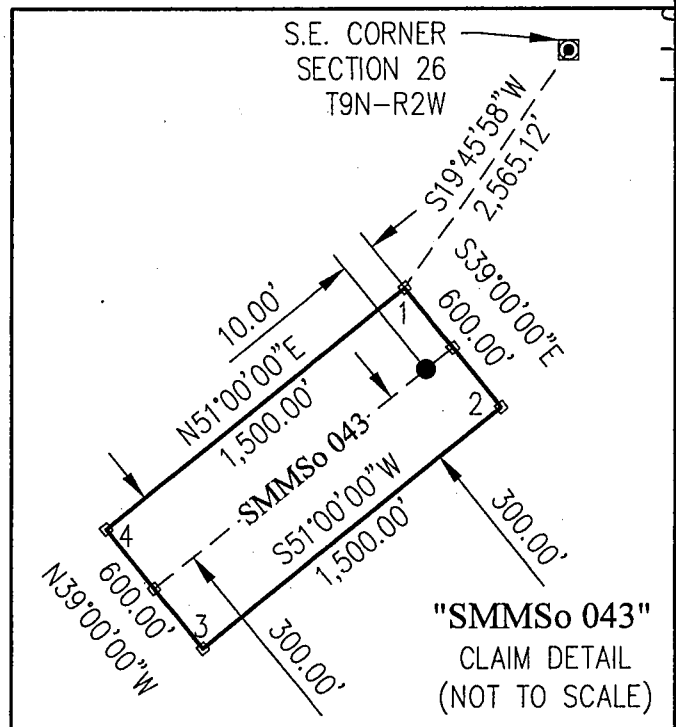 S.E. CORNER
SECTION 26
T9N-R2W
S19°45'58"W
2,565.12'
S39°00'00"E
600.00'
10.00'
1
N51°00'00"E
1,500.00'
2
SMMSo 043
S51°00'00"W
1,500.00'
4
600.00'
N39°00'00"W
3
300.00'
300.00'
"SMMSo 043"
CLAIM DETAIL
(NOT TO SCALE)